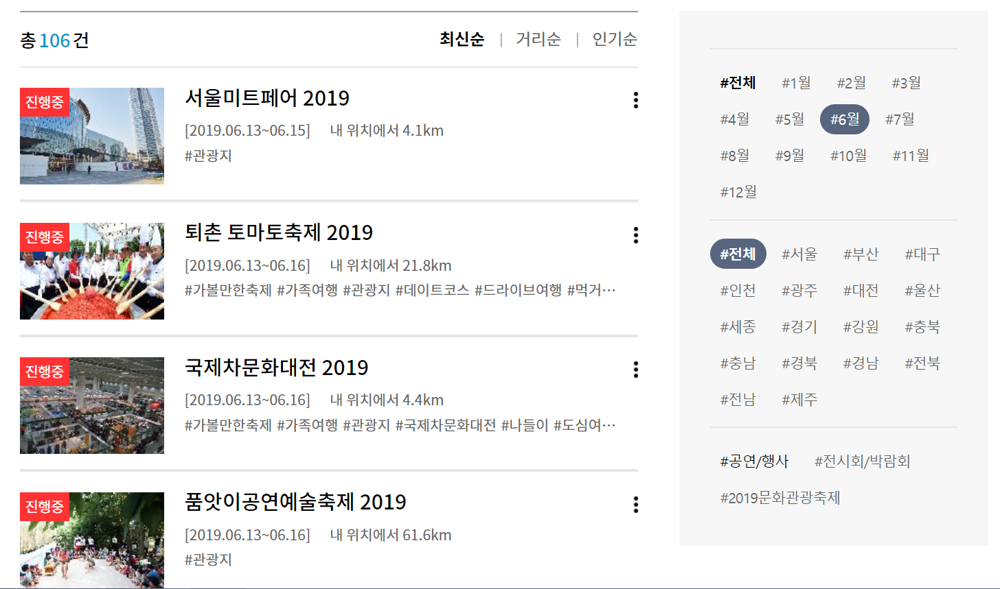 총 106 건
최신순 | 거리순 | 인기순
진행중
서울미트페어 2019
[2019.06.13~06.15] 내 위치에서 4.1km
#관광지
진행중
퇴촌 토마토축제 2019
[2019.06.13~06.16] 내 위치에서 21.8km
#가볼만한축제 #가족여행 #관광지 #데이트코스 #드라이브여행 #먹거…
진행중
국제차문화대전 2019
[2019.06.13~06.16] 내 위치에서 4.4km
#가볼만한축제 #가족여행 #관광지 #국제차문화대전 #나들이 #도심여…
진행중
품앗이공연예술축제 2019
[2019.06.13~06.16] 내 위치에서 61.6km
#관광지
#전체 #1월 #2월 #3월
#4월 #5월 #6월 #7월
#8월 #9월 #10월 #11월
#12월
#전체 #서울 #부산 #대구
#인천 #광주 #대전 #울산
#세종 #경기 #강원 #충북
#충남 #경북 #경남 #전북
#전남 #제주
#공연/행사 #전시회/박람회
#2019문화관광축제